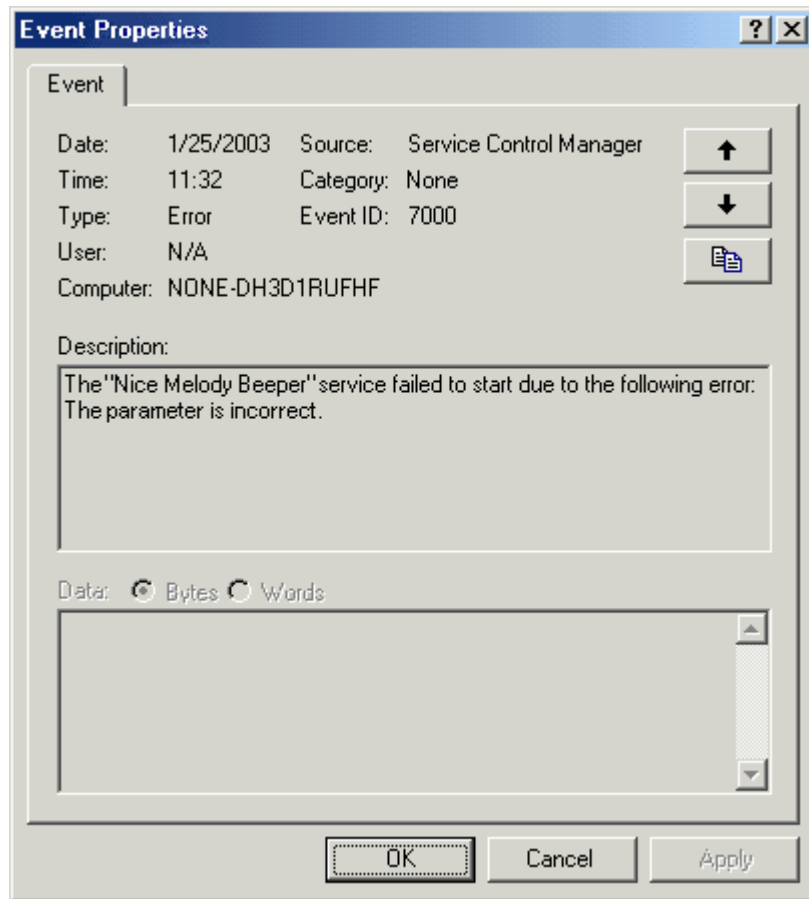 Event Properties
Event
Date: 1/25/2003 Source: Service Control Manager
Time: 11:32 Category: None
Type: Error Event ID: 7000
User: N/A
Computer: NONE-DH3D1RUFHF
Description:
The "Nice Melody Beeper" service failed to start due to the following error:
The parameter is incorrect.
Data: Bytes Words
OK Cancel Apply